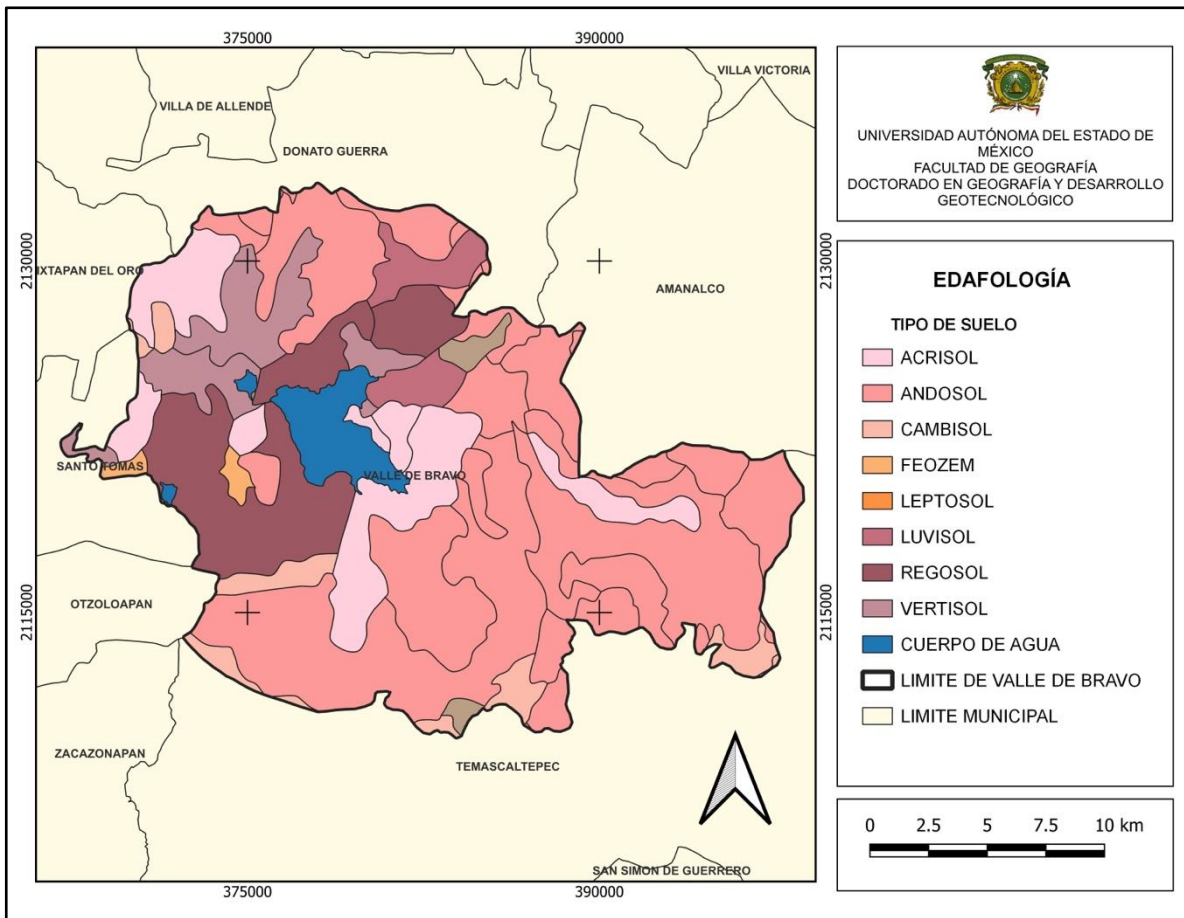 375000
390000
VILLA VICTORIA
VILLA DE ALLENDE
DONATO GUERRA
2130000
2130000
IXTAPAN DEL ORO
AMANALCO
SANTO TOMAS
VALLE DE BRAVO
OTZOLOAPAN
2115000
2115000
ZACAZONAPAN
TEMASCALTEPEC
SAN SIMON DE GUERRERO
375000
390000
UNIVERSIDAD AUTÓNOMA DEL ESTADO DE
MÉXICO
FACULTAD DE GEOGRAFÍA
DOCTORADO EN GEOGRAFÍA Y DESARROLLO
GEOTECNOLÓGICO
EDAFOLOGÍA
TIPO DE SUELO
ACRISOL
ANDOSOL
CAMBISOL
FEOZEM
LEPTOSOL
LUVISOL
REGOSOL
VERTISOL
CUERPO DE AGUA
LIMITE DE VALLE DE BRAVO
LIMITE MUNICIPAL
0 2.5 5 7.5 10 km